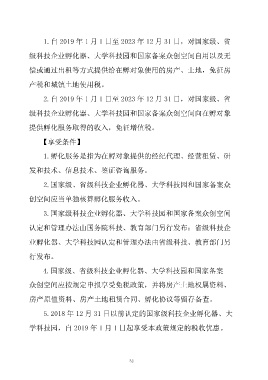 1.自 2019 年 1 月 1 日至 2023 年 12 月 31 日，对国家级、省
级科技企业孵化器、大学科技园和国家备案众创空间自用以及无
偿或通过出租等方式提供给在孵对象使用的房产、土地，免征房
产税和城镇土地使用税。
2.自 2019 年 1 月 1 日至 2023 年 12 月 31 日，对国家级、省
级科技企业孵化器、大学科技园和国家备案众创空间向在孵对象
提供孵化服务取得的收入，免征增值税。
【享受条件】
1.孵化服务是指为在孵对象提供的经纪代理、经营租赁、研
发和技术、信息技术、鉴证咨询服务。
2.国家级、省级科技企业孵化器、大学科技园和国家备案众
创空间应当单独核算孵化服务收入。
3.国家级科技企业孵化器、大学科技园和国家备案众创空间
认定和管理办法由国务院科技、教育部门另行发布；省级科技企
业孵化器、大学科技园认定和管理办法由省级科技、教育部门另
行发布。
4.国家级、省级科技企业孵化器、大学科技园和国家备案
众创空间应按规定申报享受免税政策，并将房产土地权属资料、
房产原值资料、房产土地租赁合同、孵化协议等留存备查。
5.2018 年 12 月 31 日以前认定的国家级科技企业孵化器、大
学科技园，自 2019 年 1 月 1 日起享受本政策规定的税收优惠。